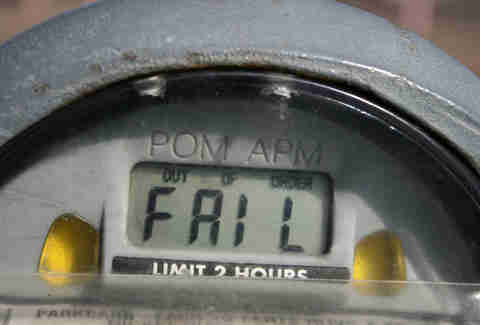 POM APM
OUT OF ORDER
FAIL
LIMIT 2 HOURS